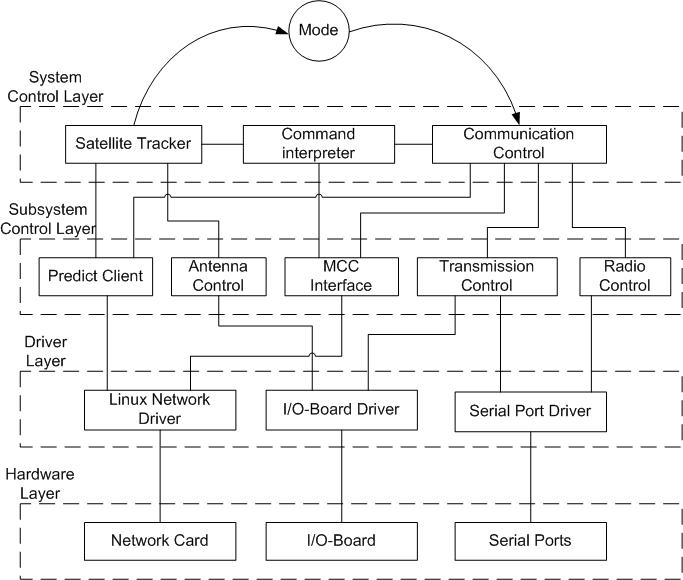 Mode
System
Control Layer
Satellite Tracker
Command
interpreter
Communication
Control
Subsystem
Control Layer
Predict Client
Antenna
Control
MCC
Interface
Transmission
Control
Radio
Control
Driver
Layer
Linux Network
Driver
I/O-Board Driver
Serial Port Driver
Hardware
Layer
Network Card
I/O-Board
Serial Ports